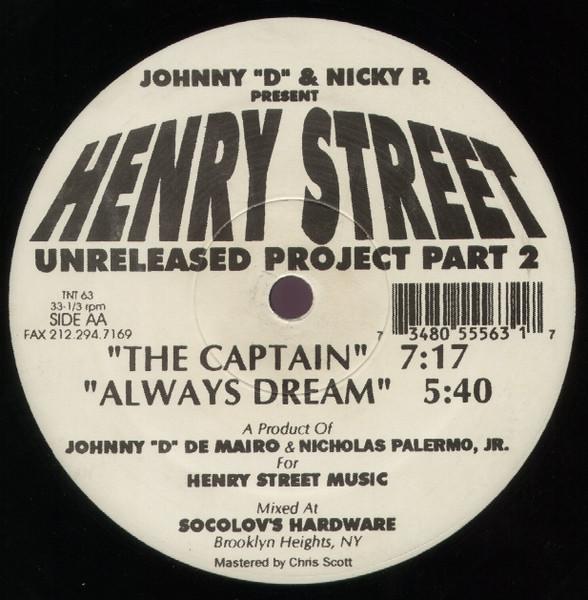 JOHNNY "D" & NICKY P.
PRESENT
HENRY STREET
UNRELEASED PROJECT PART 2
TNT 63
33-1/3 rpm
SIDE AA
FAX 212.294.7169
7 73480 55563 1 7
"THE CAPTAIN" 7:17
"ALWAYS DREAM" 5:40
A Product Of
JOHNNY "D" DE MAIRO & NICHOLAS PALERMO, JR.
For
HENRY STREET MUSIC
Mixed At
SOCOLOV'S HARDWARE
Brooklyn Heights, NY
Mastered by Chris Scott